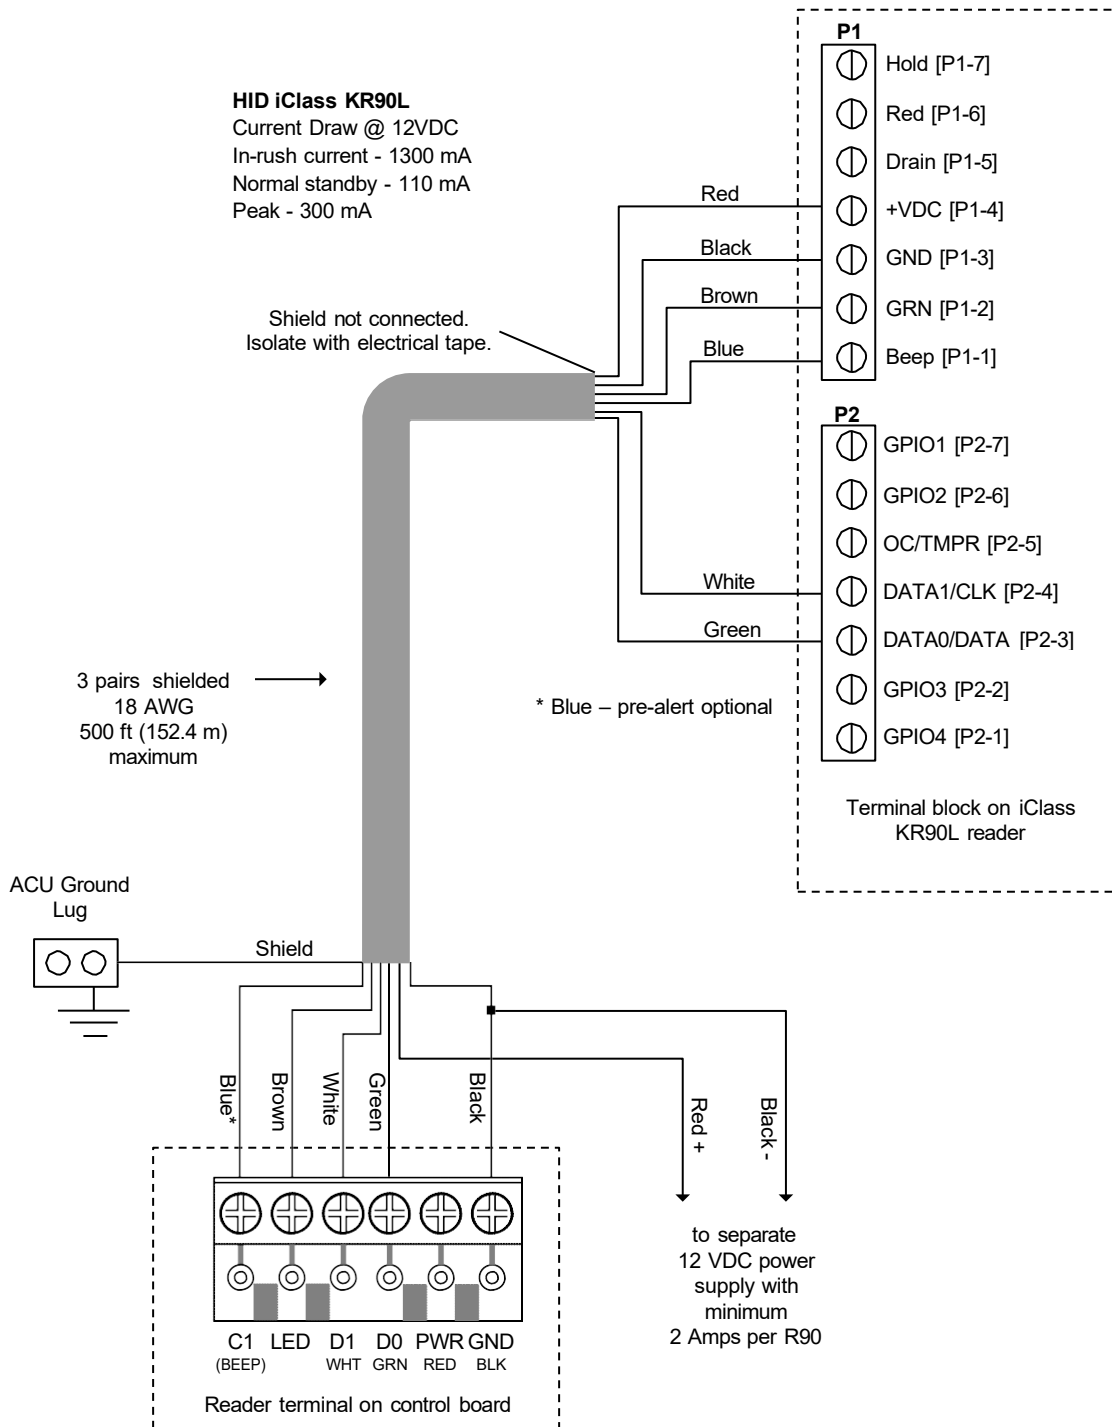 HID iClass KR90L
Current Draw @ 12VDC
In-rush current - 1300 mA
Normal standby - 110 mA
Peak - 300 mA
P1
Hold [P1-7]
Red [P1-6]
Drain [P1-5]
+VDC [P1-4]
GND [P1-3]
GRN [P1-2]
Beep [P1-1]
Red
Black
Brown
Blue
Shield not connected.
Isolate with electrical tape.
P2
GPIO1 [P2-7]
GPIO2 [P2-6]
OC/TMPR [P2-5]
DATA1/CLK [P2-4]
DATA0/DATA [P2-3]
GPIO3 [P2-2]
GPIO4 [P2-1]
White
Green
* Blue – pre-alert optional
Terminal block on iClass
KR90L reader
3 pairs shielded
18 AWG
500 ft (152.4 m)
maximum
ACU Ground
Lug
Shield
Blue*
Brown
White
Green
Black
Red +
Black -
to separate
12 VDC power
supply with
minimum
2 Amps per R90
C1 LED D1 D0 PWR GND
(BEEP) WHT GRN RED BLK
Reader terminal on control board